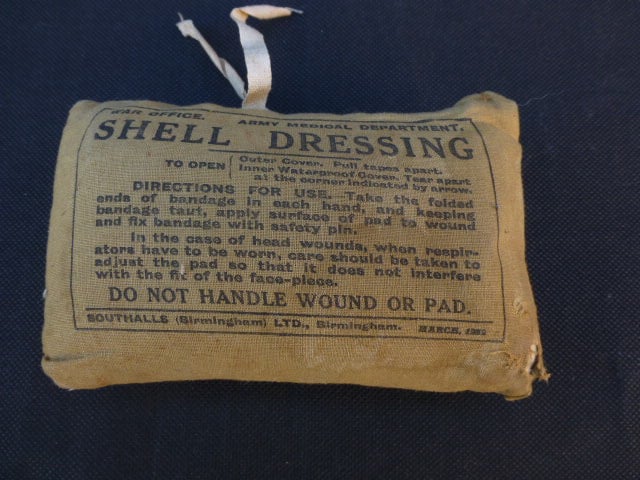 WAR OFFICE. ARMY MEDICAL DEPARTMENT.
SHELL DRESSING
TO OPEN Outer Cover. Pull tapes apart.
Inner Waterproof Cover. Tear apart
at the corner indicated by arrow.
DIRECTIONS FOR USE. Take the folded
ends of bandage in each hand, and keeping
bandage taut, apply surface of pad to wound
and fix bandage with safety pin.
In the case of head wounds, when respir-
ators have to be worn, care should be taken to
adjust the pad so that it does not interfere
with the fix of the face-piece.
DO NOT HANDLE WOUND OR PAD.
SOUTHALLS (Birmingham) LTD., Birmingham. MARCH,